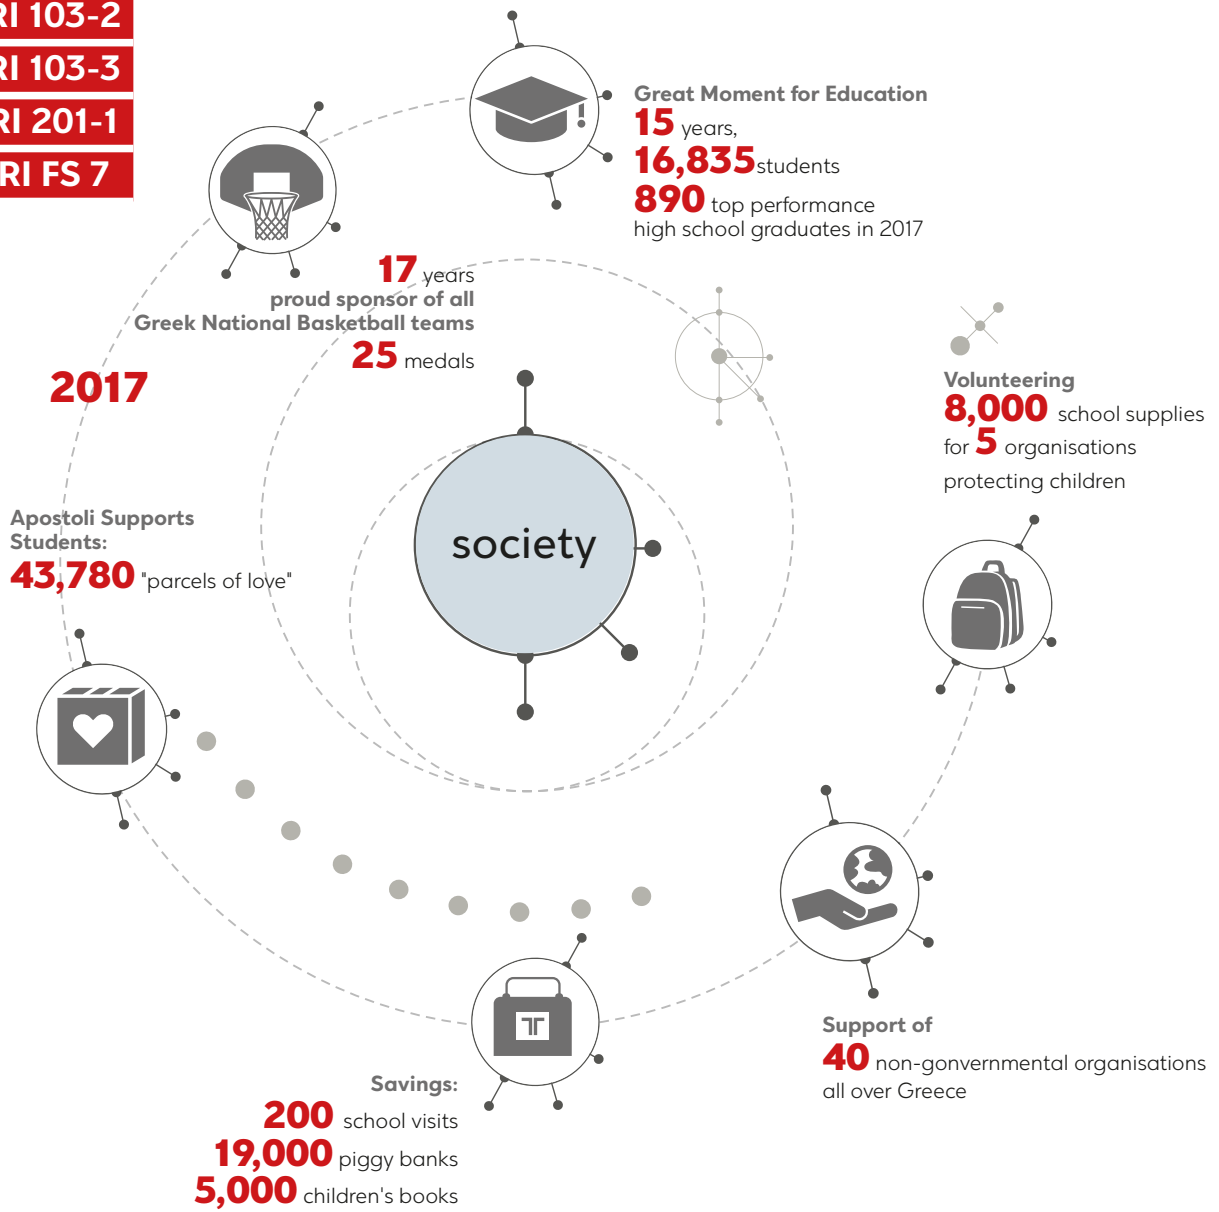 RI 103-2
RI 103-3
RI 201-1
RI FS 7
Great Moment for Education
15 years,
16,835 students
890 top performance
high school graduates in 2017
17 years
proud sponsor of all
Greek National Basketball teams
25 medals
2017
Volunteering
8,000 school supplies
for 5 organisations
protecting children
society
Apostoli Supports
Students:
43,780 "parcels of love"
Support of
40 non-gonvernmental organisations
all over Greece
Savings:
200 school visits
19,000 piggy banks
5,000 children's books